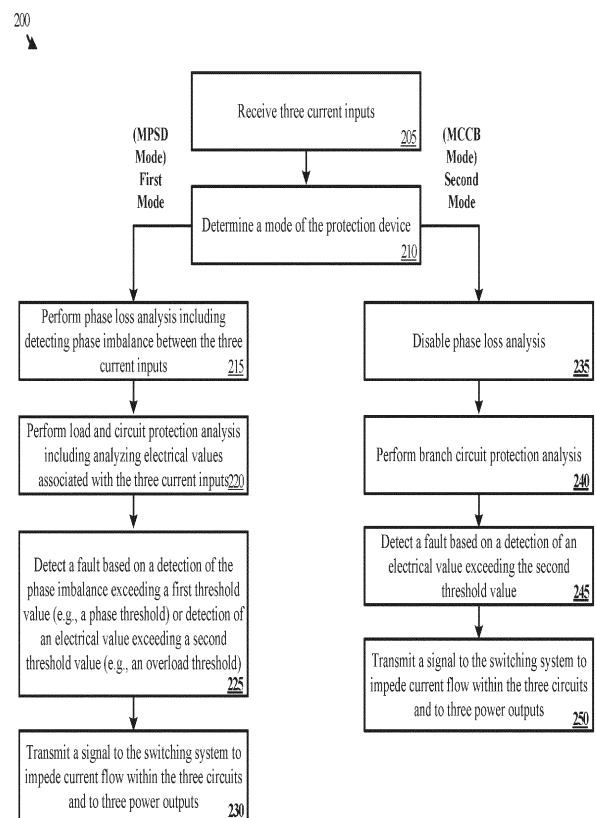 200
Receive three current inputs
205
(MPSD
Mode)
First
Mode
(MCCB
Mode)
Second
Mode
Determine a mode of the protection device
210
Perform phase loss analysis including
detecting phase imbalance between the three
current inputs
215
Perform load and circuit protection analysis
including analyzing electrical values
associated with the three current inputs220
Detect a fault based on a detection of the
phase imbalance exceeding a first threshold
value (e.g., a phase threshold) or detection of
an electrical value exceeding a second
threshold value (e.g., an overload threshold)
225
Transmit a signal to the switching system to
impede current flow within the three circuits
and to three power outputs
230
Disable phase loss analysis
235
Perform branch circuit protection analysis
240
Detect a fault based on a detection of an
electrical value exceeding the second
threshold value
245
Transmit a signal to the switching system to
impede current flow within the three circuits
and to three power outputs
250